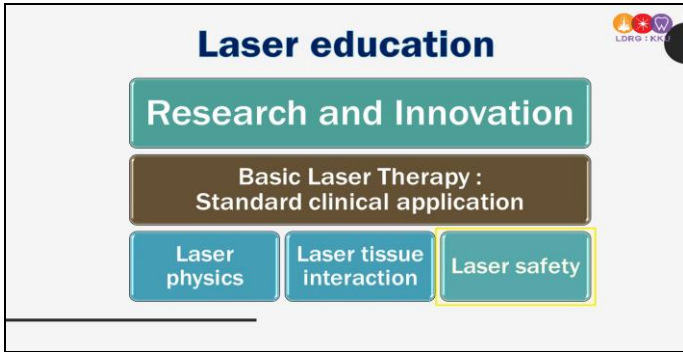 Laser education
LDRG : KKU
Research and Innovation
Basic Laser Therapy :
Standard clinical application
Laser
physics
Laser tissue
interaction
Laser safety